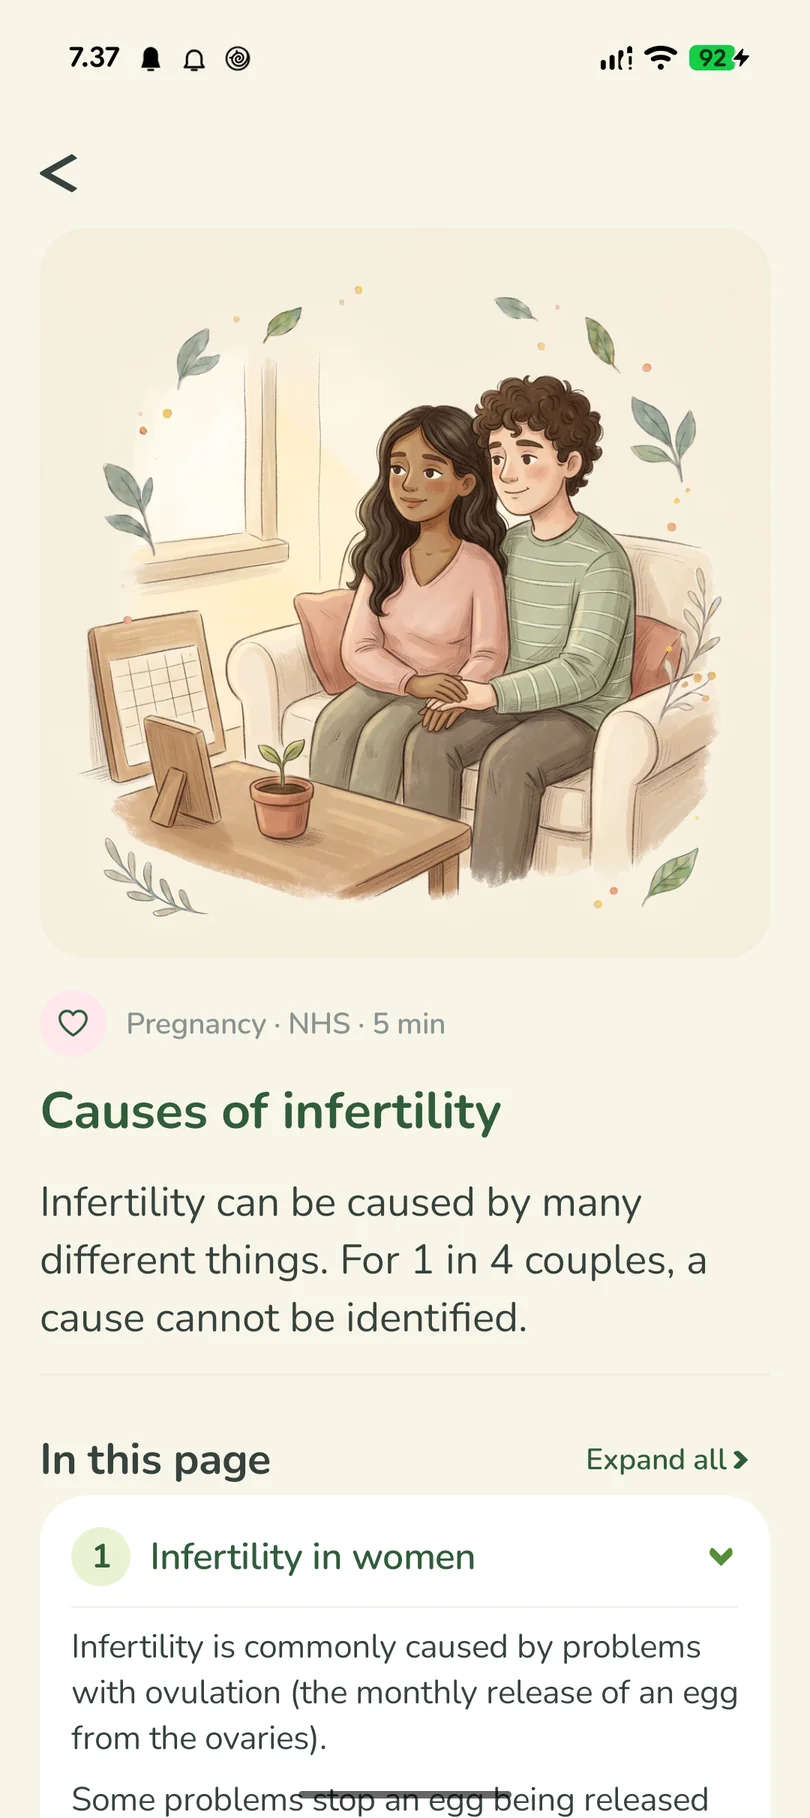 7.37
92
Pregnancy · NHS · 5 min
Causes of infertility
Infertility can be caused by many
different things. For 1 in 4 couples, a
cause cannot be identified.
In this page
Expand all
1 Infertility in women
Infertility is commonly caused by problems
with ovulation (the monthly release of an egg
from the ovaries).
Some problems stop an egg being released